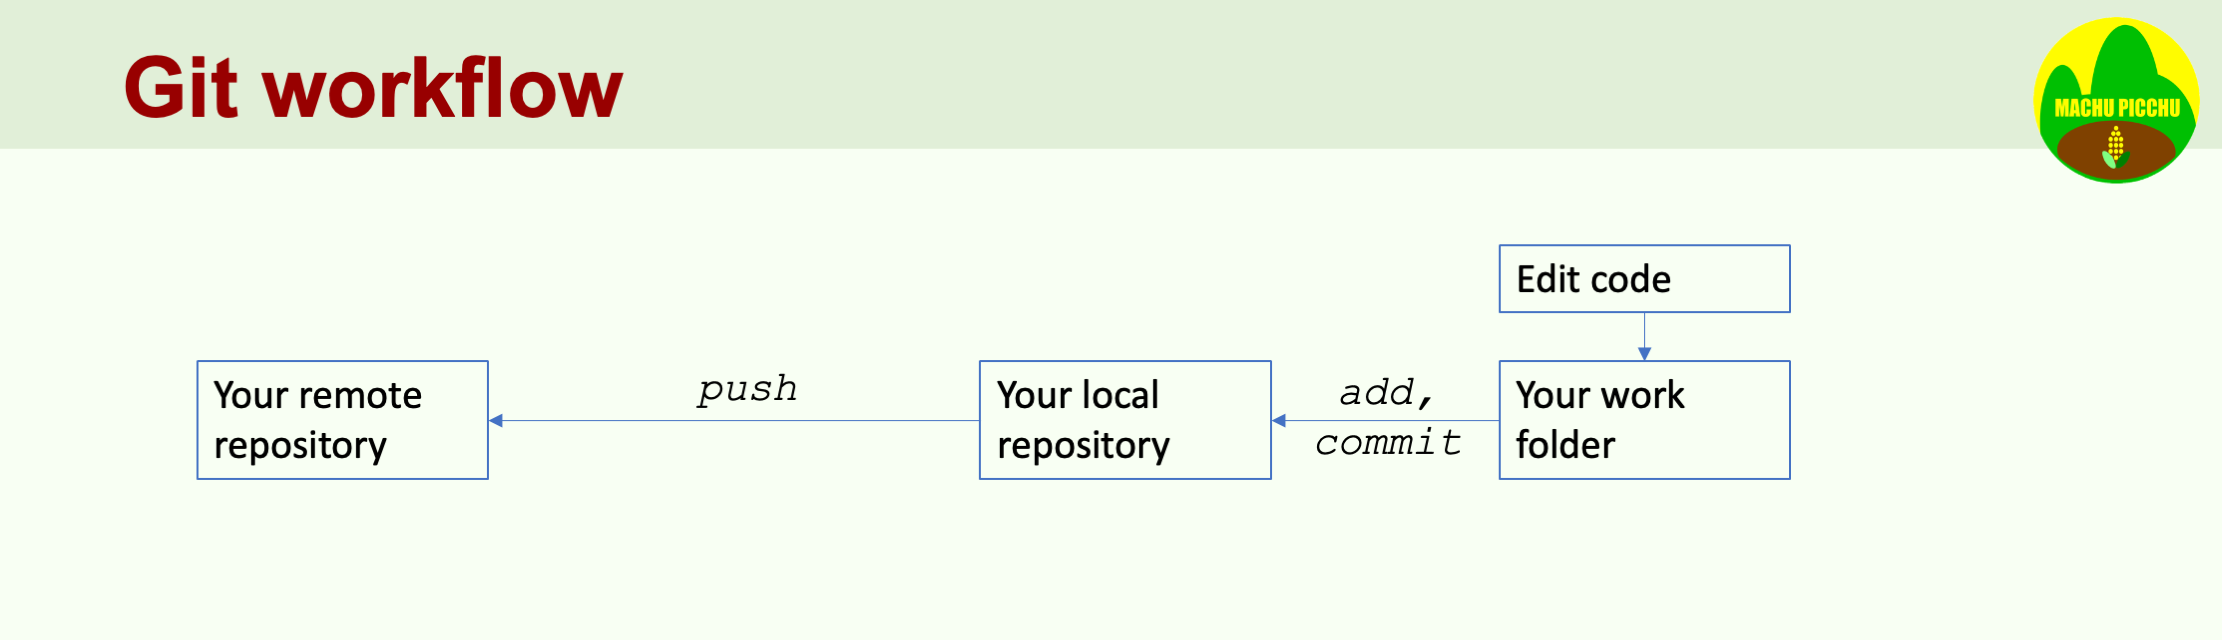 Git workflow
MACHU PICCHU
Edit code
Your remote
repository
push
Your local
repository
add,
commit
Your work
folder